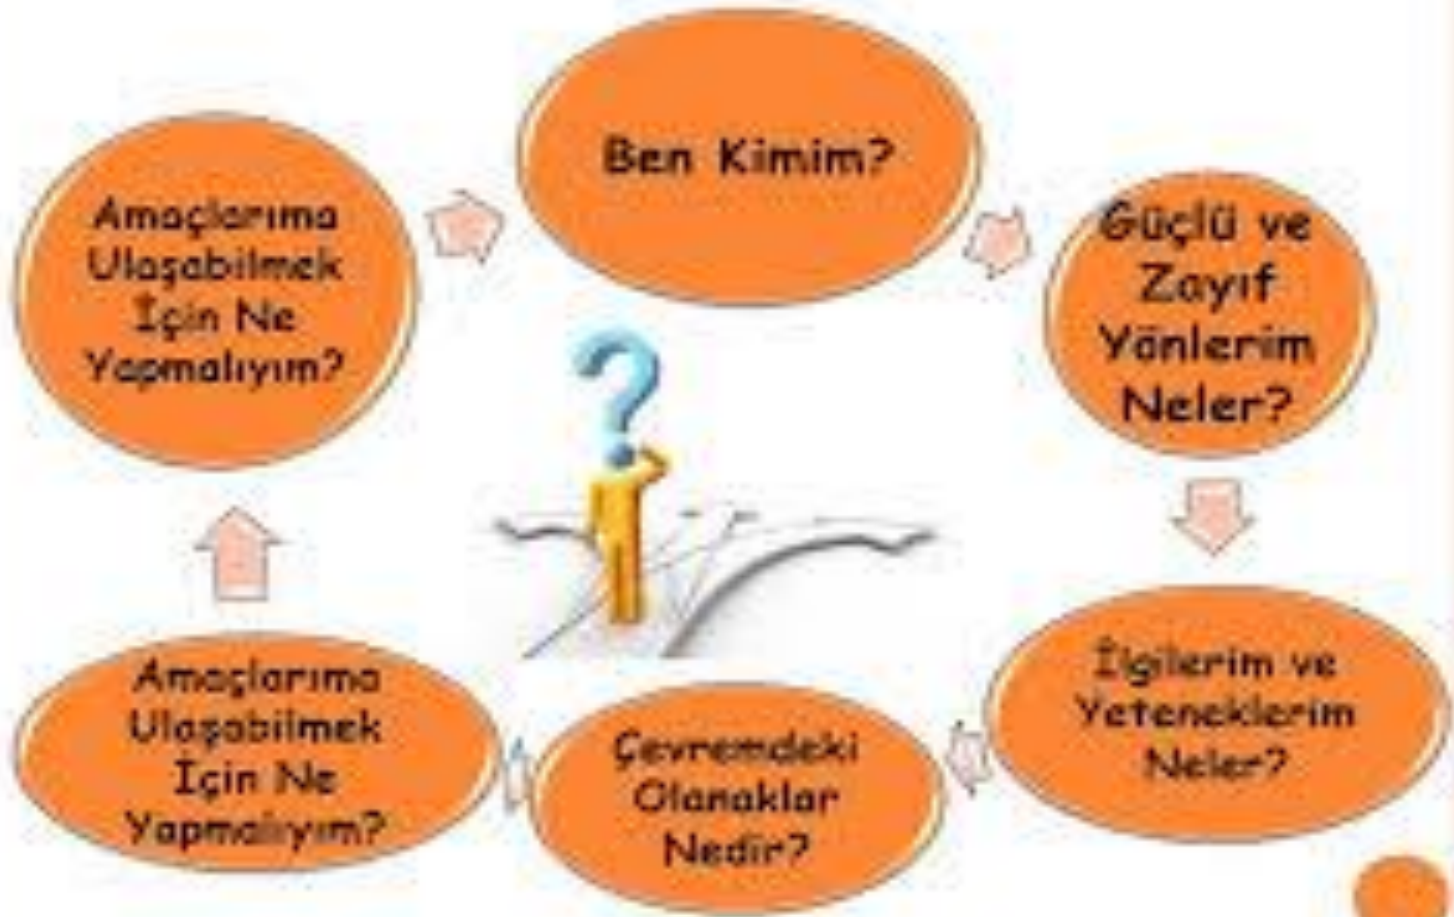 Ben Kimim?
Güçlü ve
Zayıf
Yönlerim
Neler?
İlgilerim ve
Yeteneklerim
Neler?
Çevremdeki
Olanaklar
Nedir?
Amaçlarıma
Ulaşabilmek
İçin Ne
Yapmalıyım?
Amaçlarıma
Ulaşabilmek
İçin Ne
Yapmalıyım?